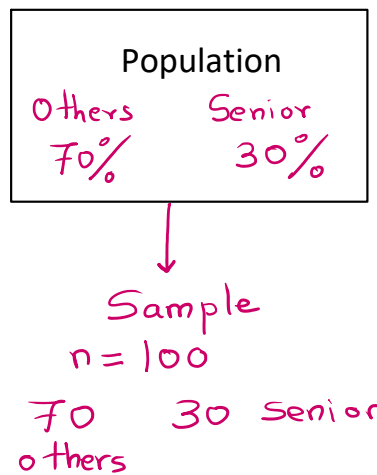 Population
Others Senior
70% 30%
Sample
n = 100
70 30 senior
others